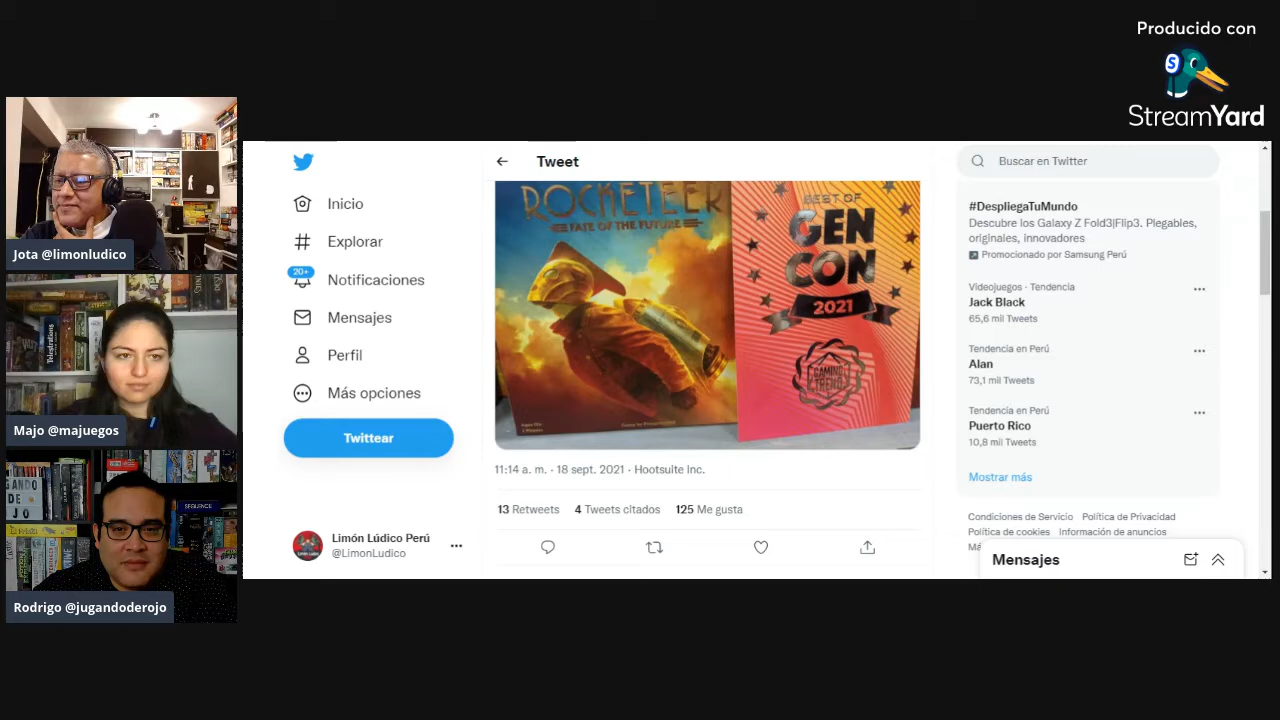 Producido con
StreamYard
Jota @limonludico
Majo @majuegos
Rodrigo @jugandoderojo
Telestrations
SEQUENCE
Inicio
Explorar
20+
Notificaciones
Mensajes
Perfil
Más opciones
Twittear
Limón Lúdico Perú
@LimonLudico
Tweet
ROCKETEER
FATE OF THE FUTURE
BEST OF
GEN
CON
2021
GAMING
TREND
11:14 a. m. · 18 sept. 2021 · Hootsuite Inc.
13 Retweets 4 Tweets citados 125 Me gusta
Buscar en Twitter
#DespliegaTuMundo
Descubre los Galaxy Z Fold3|Flip3. Plegables,
originales, innovadores
Promocionado por Samsung Perú
Videojuegos · Tendencia
Jack Black
65,6 mil Tweets
Tendencia en Perú
Alan
73,1 mil Tweets
Tendencia en Perú
Puerto Rico
10,8 mil Tweets
Mostrar más
Condiciones de Servicio Política de Privacidad
Política de cookies Información de anuncios
Mensajes